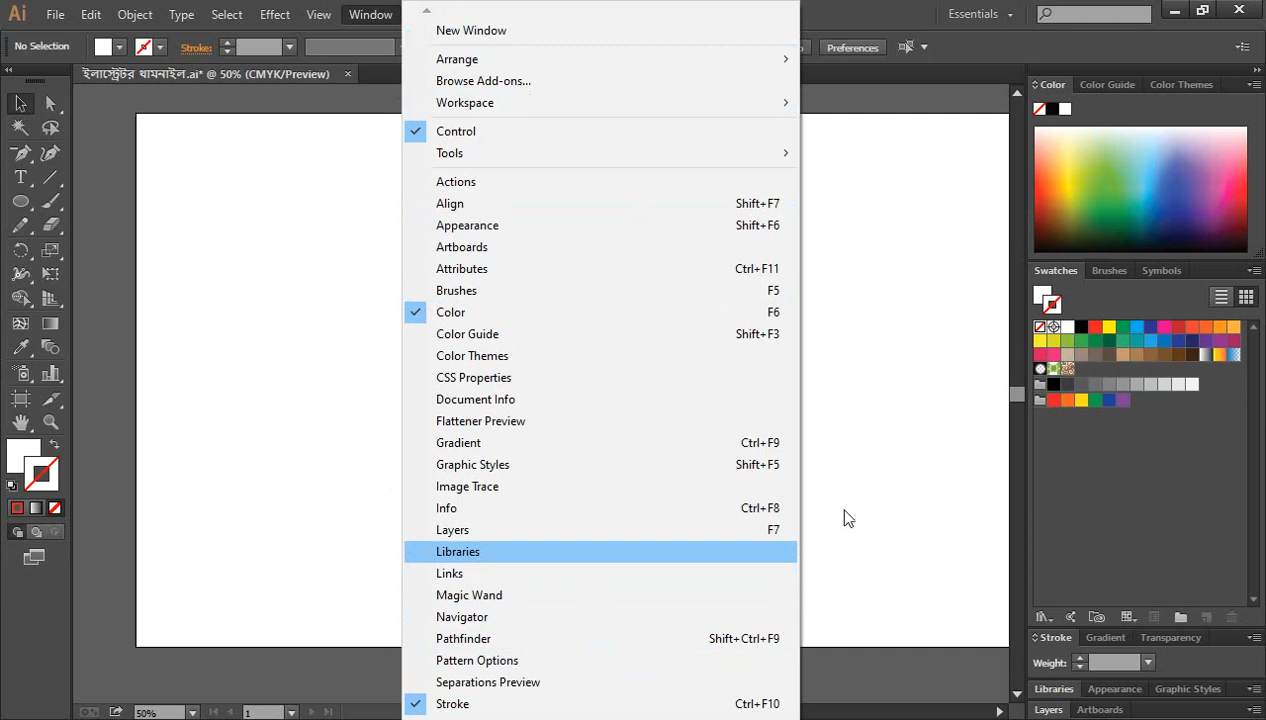 Ai File Edit Object Type Select Effect View Window Essentials
No Selection Stroke: Preferences
ইলাস্ট্রেটর থামনাইল.ai* @ 50% (CMYK/Preview)
New Window
Arrange
Browse Add-ons...
Workspace
Control
Tools
Actions
Align Shift+F7
Appearance Shift+F6
Artboards
Attributes Ctrl+F11
Brushes F5
Color F6
Color Guide Shift+F3
Color Themes
CSS Properties
Document Info
Flattener Preview
Gradient Ctrl+F9
Graphic Styles Shift+F5
Image Trace
Info Ctrl+F8
Layers F7
Libraries
Links
Magic Wand
Navigator
Pathfinder Shift+Ctrl+F9
Pattern Options
Separations Preview
Stroke Ctrl+F10
Color Color Guide Color Themes
Swatches Brushes Symbols
Stroke Gradient Transparency
Weight:
Libraries Appearance Graphic Styles
Layers Artboards
50% 1